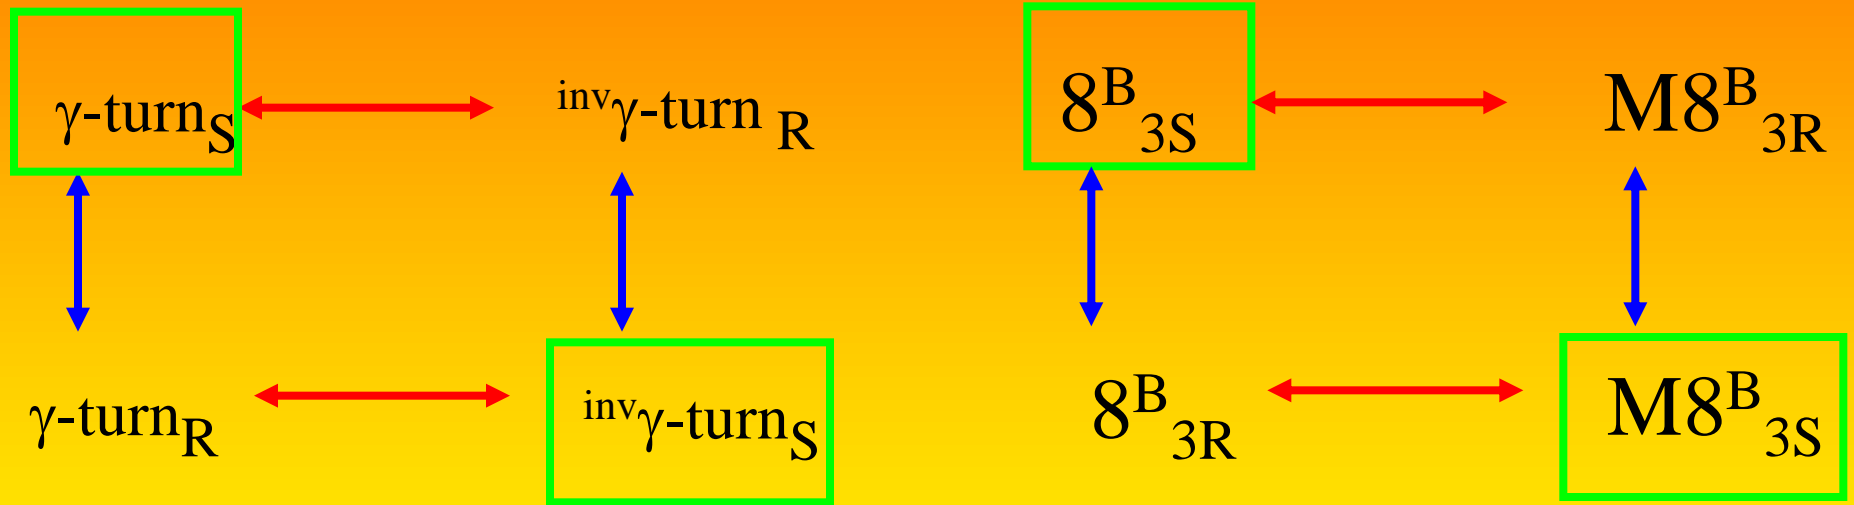 γ-turnS invγ-turn R 8B3S M8B3R
γ-turnR invγ-turnS 8B3R M8B3S